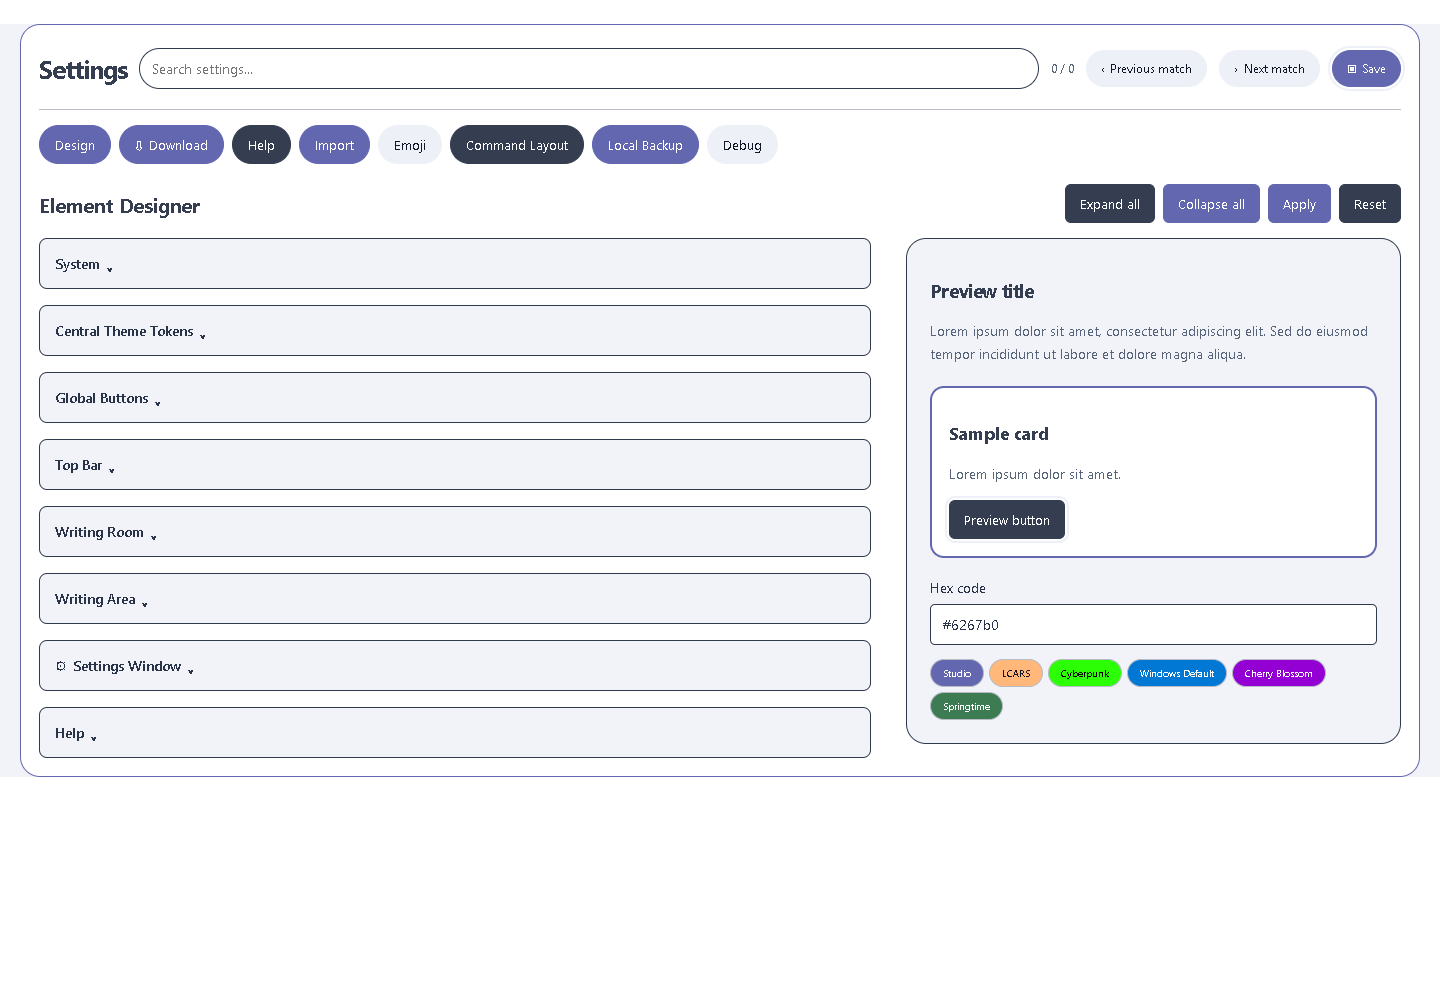 Settings
Search settings...
0 / 0
‹ Previous match
› Next match
▣ Save
Design
⇩ Download
Help
Import
Emoji
Command Layout
Local Backup
Debug
Element Designer
Expand all
Collapse all
Apply
Reset
System
Central Theme Tokens
Global Buttons
Top Bar
Writing Room
Writing Area
⚙ Settings Window
Help
Preview title
Lorem ipsum dolor sit amet, consectetur adipiscing elit. Sed do eiusmod
tempor incididunt ut labore et dolore magna aliqua.
Sample card
Lorem ipsum dolor sit amet.
Preview button
Hex code
#6267b0
Studio
LCARS
Cyberpunk
Windows Default
Cherry Blossom
Springtime